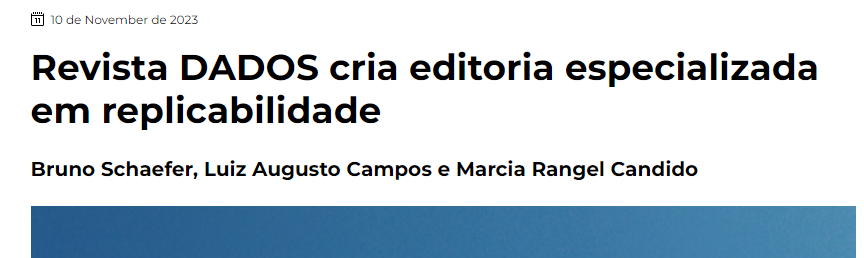 10 de November de 2023
Revista DADOS cria editoria especializada
em replicabilidade
Bruno Schaefer, Luiz Augusto Campos e Marcia Rangel Candido